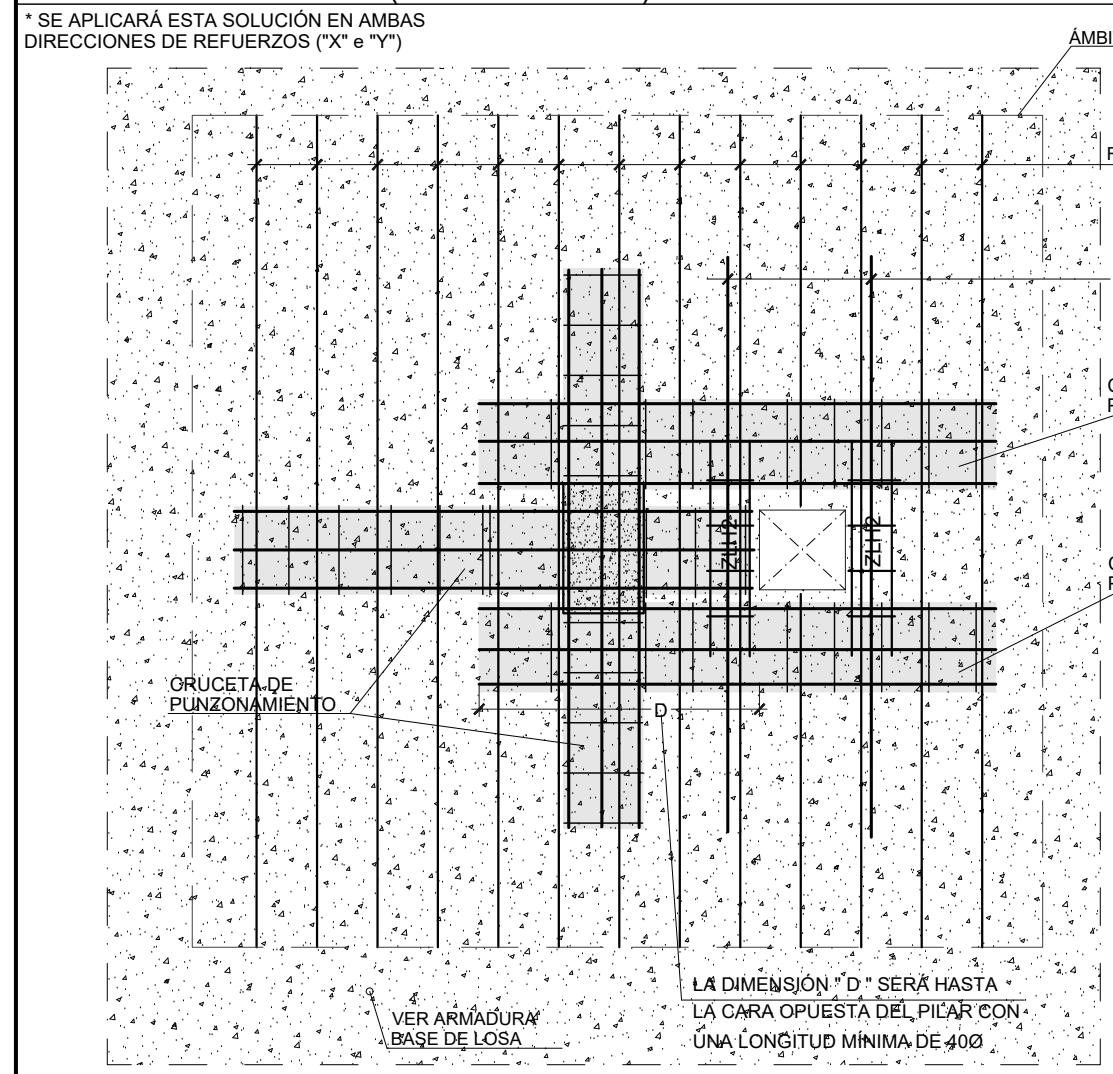 * SE APLICARÁ ESTA SOLUCIÓN EN AMBAS
DIRECCIONES DE REFUERZOS ("X" e "Y")
ZLH2
ZLH2
CRUCETA DE
PUNZONAMIENTO
D
LA DIMENSIÓN " D " SERÁ HASTA
LA CARA OPUESTA DEL PILAR CON
UNA LONGITUD MÍNIMA DE 40Ø
VER ARMADURA
BASE DE LOSA